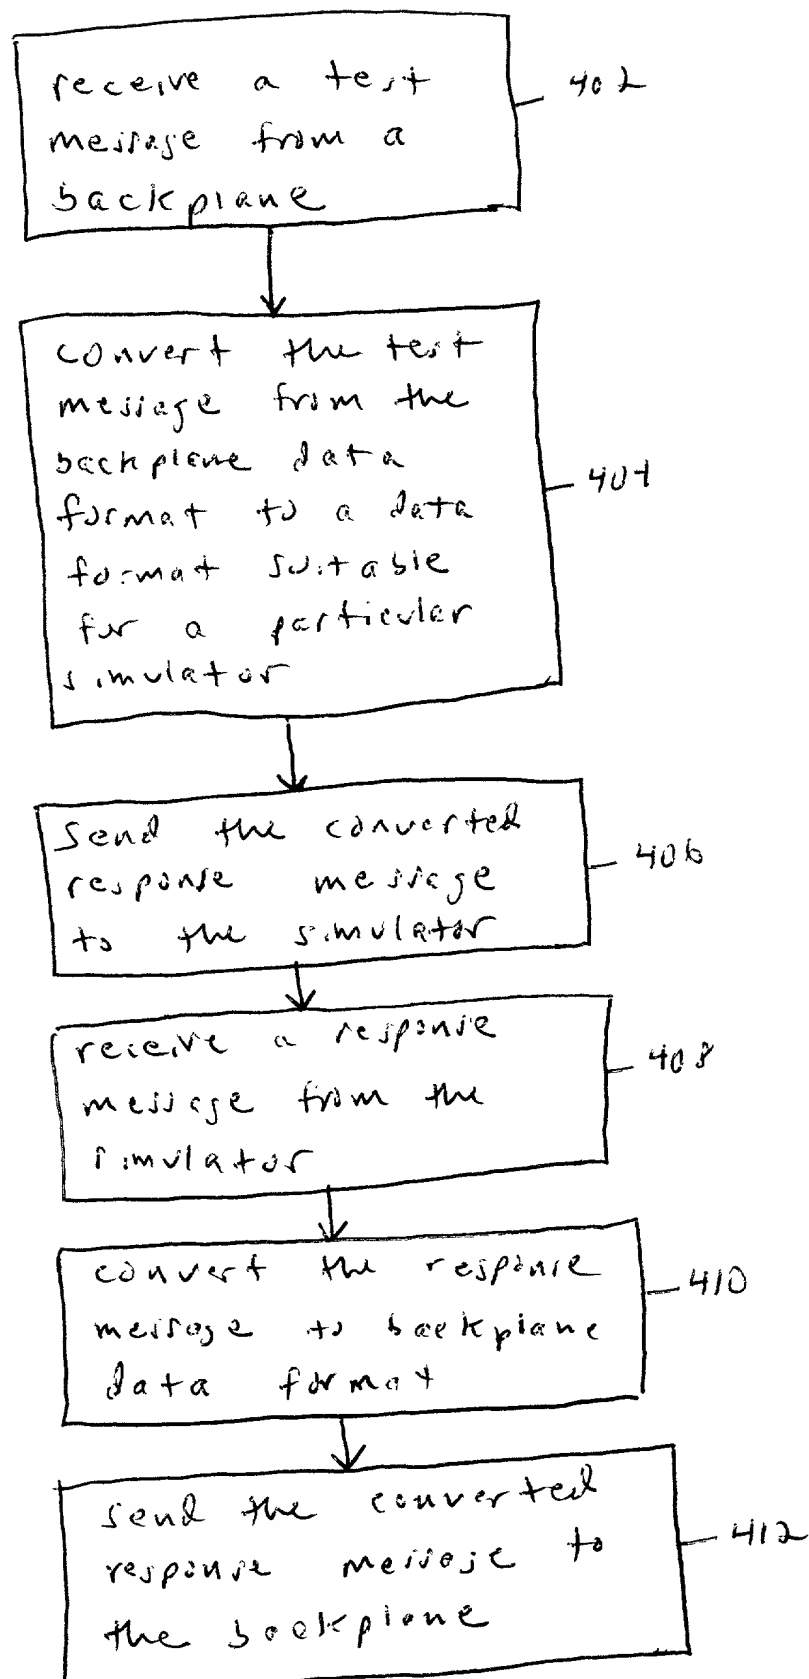 receive a test
message from a
backplane
402
convert the test
message from the
backplane data
format to a data
format suitable
for a particular
simulator
404
send the converted
response message
to the simulator
406
receive a response
message from the
simulator
408
convert the response
message to backplane
data format
410
send the converted
response message to
the backplane
412